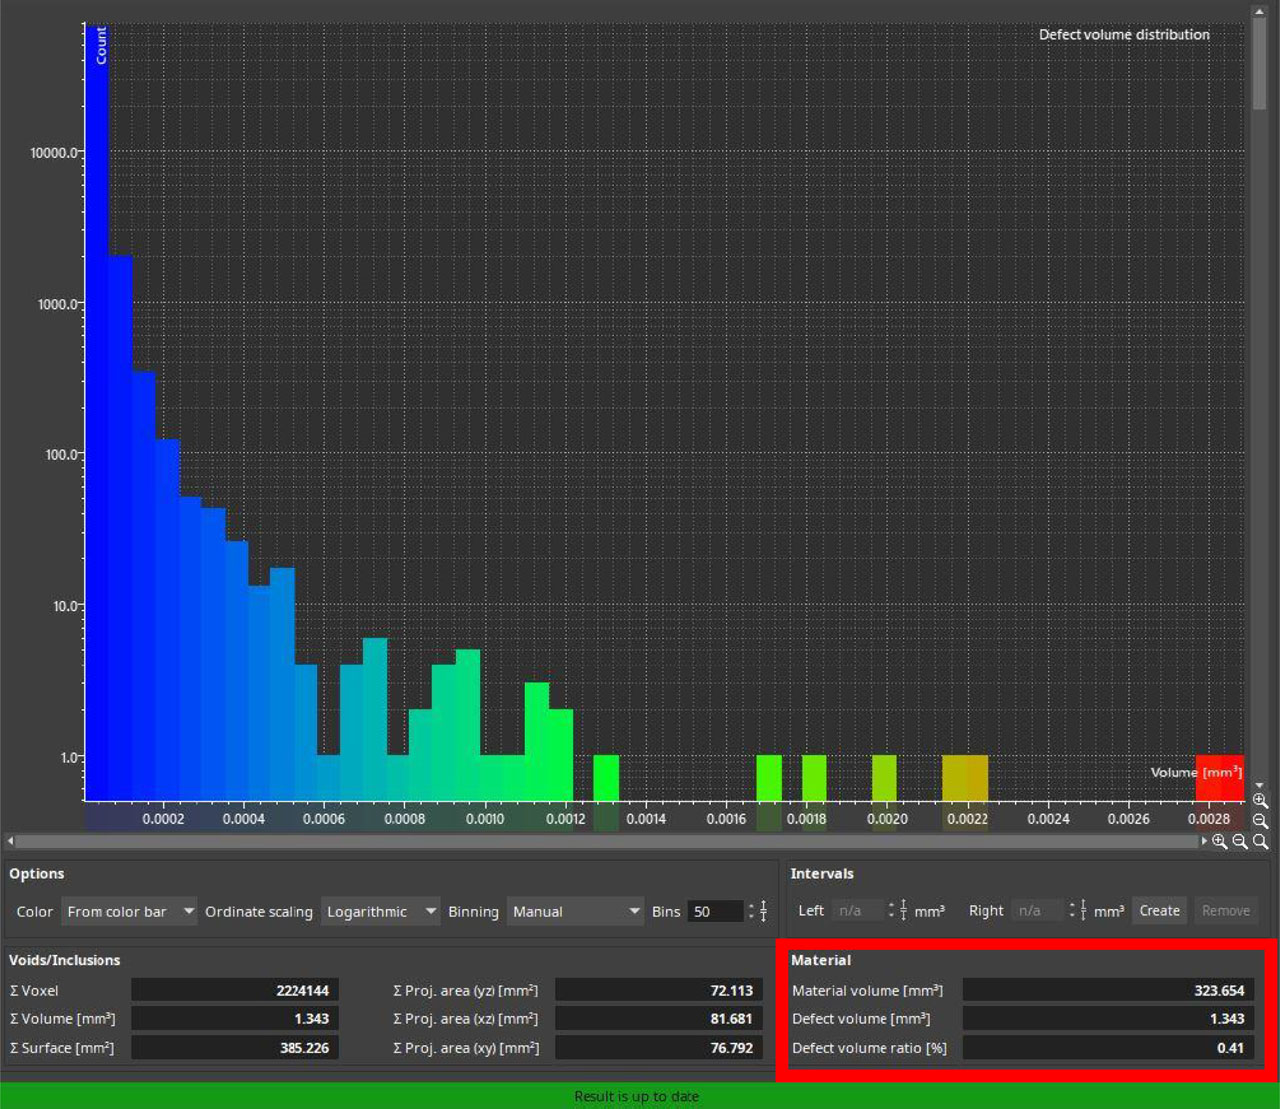 Count
Defect volume distribution
10000.0
1000.0
100.0
10.0
1.0
Volume [mm³]
0.0002 0.0004 0.0006 0.0008 0.0010 0.0012 0.0014 0.0016 0.0018 0.0020 0.0022 0.0024 0.0026 0.0028
Options
Color From color bar Ordinate scaling Logarithmic Binning Manual Bins 50
Intervals
Left n/a mm³ Right n/a mm³ Create Remove
Voids/Inclusions
Σ Voxel 2224144 Σ Proj. area (yz) [mm²] 72.113
Σ Volume [mm³] 1.343 Σ Proj. area (xz) [mm²] 81.681
Σ Surface [mm²] 385.226 Σ Proj. area (xy) [mm²] 76.792
Material
Material volume [mm³] 323.654
Defect volume [mm³] 1.343
Defect volume ratio [%] 0.41
Result is up to date